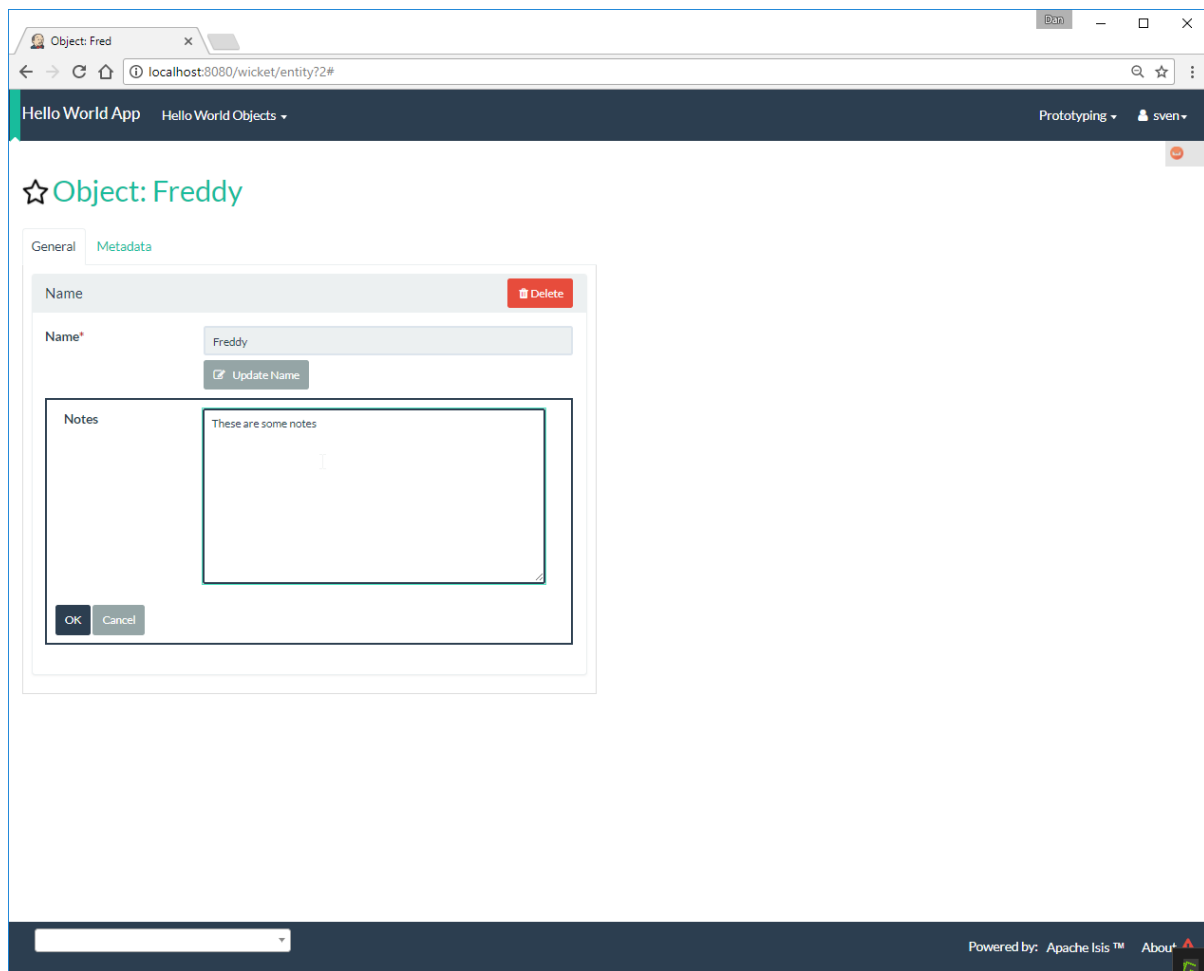 Dan
Object: Fred
localhost:8080/wicket/entity?2#
Hello World App Hello World Objects Prototyping sven
Object: Freddy
General Metadata
Name Delete
Name* Freddy
Update Name
Notes These are some notes
OK Cancel
Powered by: Apache Isis ™ About